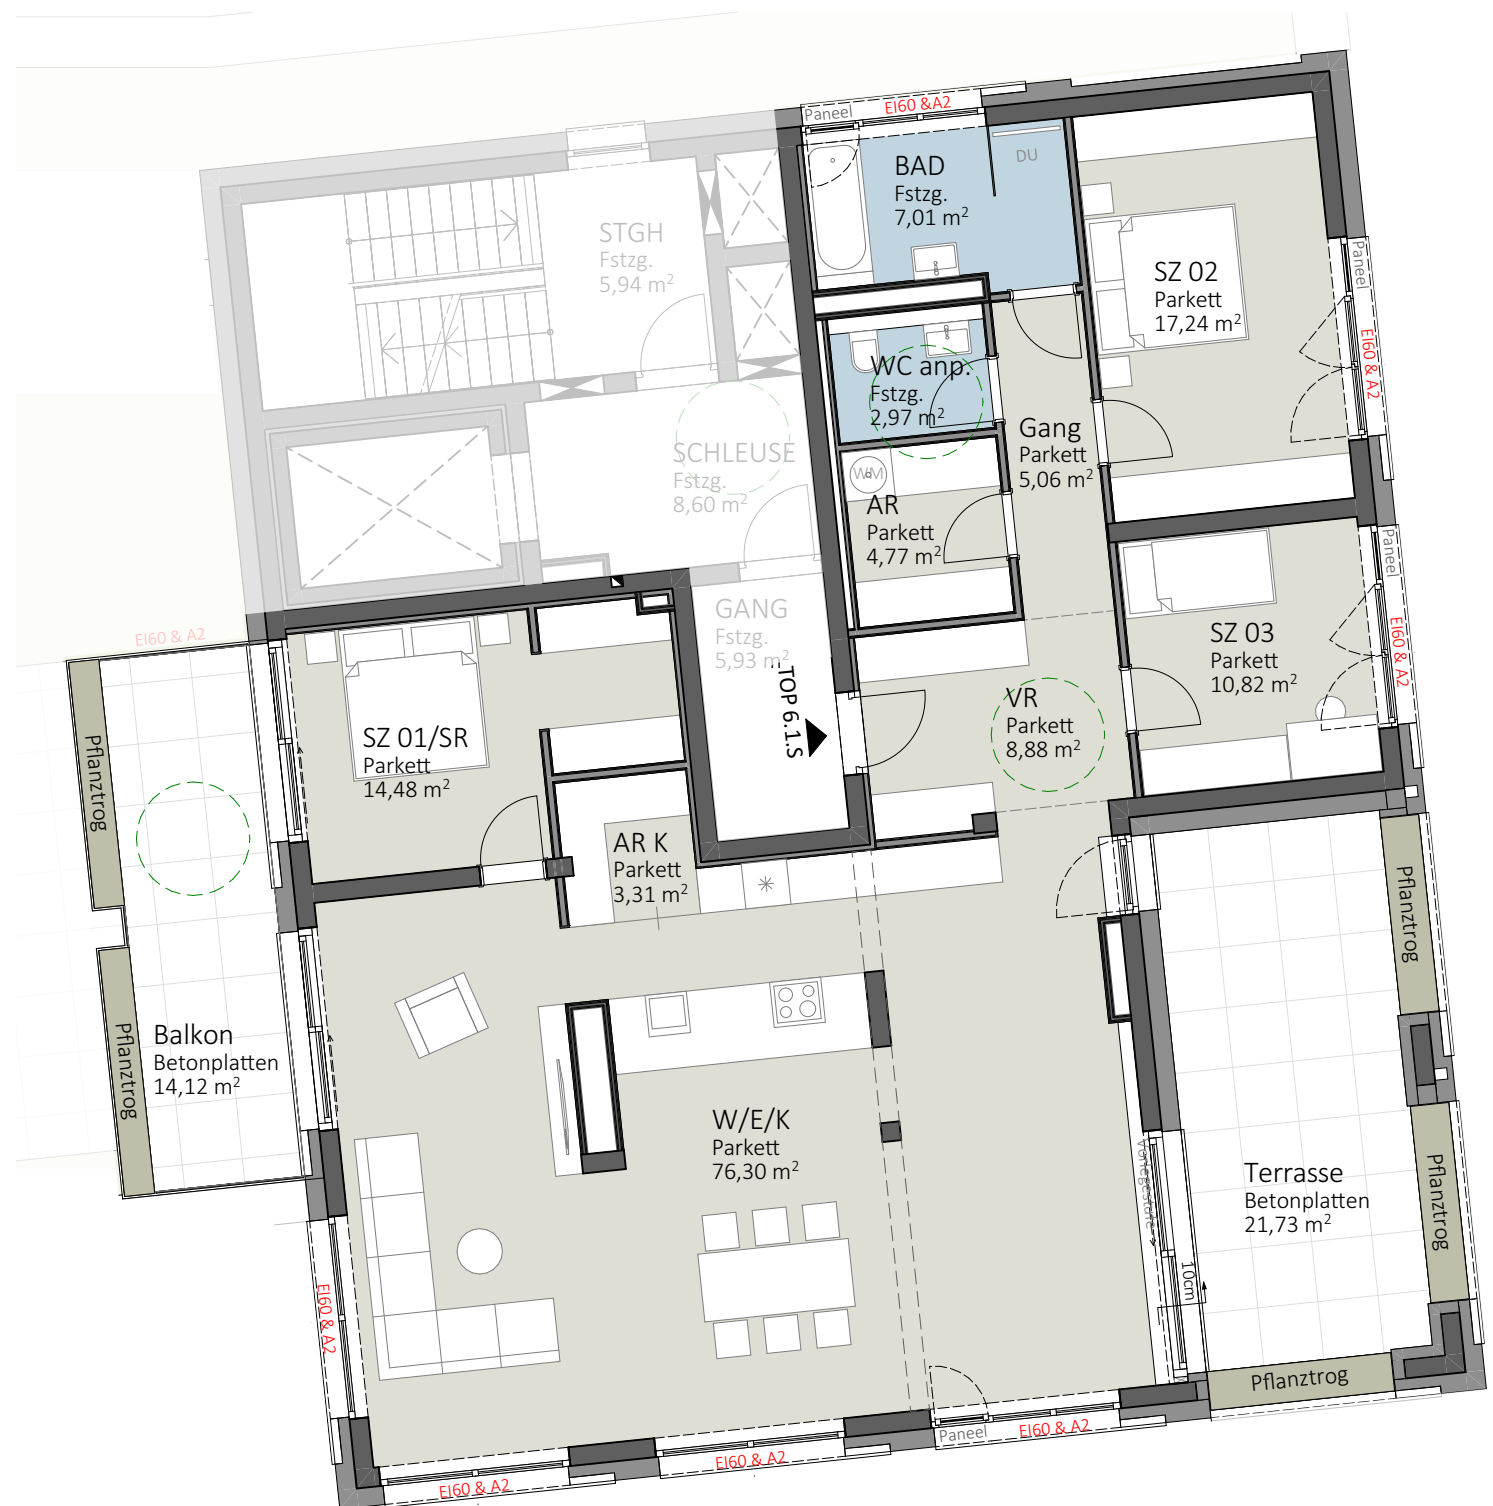 Paneel
EI60 &A2
BAD
Fstzg.
7,01 m²
DU
STGH
Fstzg.
5,94 m²
SZ 02
Parkett
17,24 m²
Paneel
EI60 & A2
WC anp.
Fstzg.
2,97 m²
Gang
Parkett
5,06 m²
SCHLEUSE
Fstzg.
8,60 m²
WM
AR
Parkett
4,77 m²
Paneel
EI60 & A2
GANG
Fstzg.
5,93 m²
EI60 & A2
SZ 03
Parkett
10,82 m²
TOP 6.1.S
VR
Parkett
8,88 m²
SZ 01/SR
Parkett
14,48 m²
Pflanztrog
AR K
Parkett
3,31 m²
Pflanztrog
Balkon
Betonplatten
14,12 m²
Pflanztrog
W/E/K
Parkett
76,30 m²
Vorlegestufe
Terrasse
Betonplatten
21,73 m²
Pflanztrog
10cm
EI60 & A2
Pflanztrog
Paneel
EI60 & A2
EI60 & A2
EI60 & A2